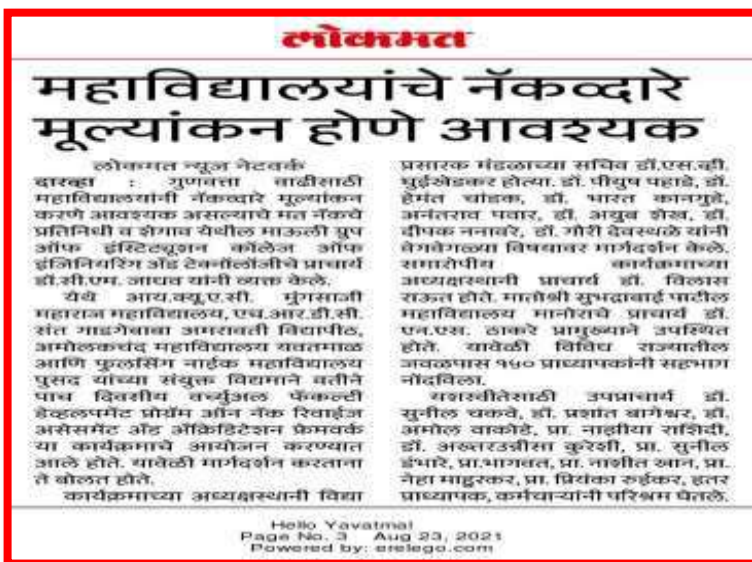 लोकमत
महाविद्यालयांचे नॅकव्दारे
मूल्यांकन होणे आवश्यक
लोकमत न्यूज नेटवर्क
दारव्हा : गुणवत्ता वाढीसाठी
महाविद्यालयांनी नॅकव्दारे मूल्यांकन
करणे आवश्यक असल्याचे मत नॅकचे
प्रतिनिधी व शेगाव येथील माऊली ग्रुप
ऑफ इंस्टिट्यूशन कॉलेज ऑफ
इंजिनियरिंग अँड टेक्नॉलॉजीचे प्राचार्य
डॉ.सी.एम. जाधव यांनी व्यक्त केले.
येथे आय.क्यू.ए.सी. मुंगसाजी
महाराज महाविद्यालय, एच.आर.डी.सी.
संत गाडगेबाबा अमरावती विद्यापीठ,
अमोलकचंद महाविद्यालय यवतमाळ
आणि फुलसिंग नाईक महाविद्यालय
पुसद यांच्या संयुक्त विद्यमाने वतीने
पाच दिवसीय वर्च्युअल फॅकल्टी
डेव्हलपमेंट प्रोग्रॅम ऑन नॅक रिवाईज
असेसमेंट अँड ॲक्रिडिटेशन फ्रेमवर्क
या कार्यक्रमाचे आयोजन करण्यात
आले होते. यावेळी मार्गदर्शन करताना
ते बोलत होते.
कार्यक्रमाच्या अध्यक्षस्थानी विद्या
प्रसारक मंडळाच्या सचिव डॉ.एस.व्ही.
घुईखेडकर होत्या. डॉ. पीयुष पहाडे, डॉ.
हेमंत चांडक, डॉ. भारत कानगुडे,
अनंतराव पवार, डॉ. अयुब शेख, डॉ.
दीपक ननावरे, डॉ. गोरी देवस्थळे यांनी
वेगवेगळ्या विषयावर मार्गदर्शन केले.
समारोपीय कार्यक्रमाच्या
अध्यक्षस्थानी प्राचार्य डॉ. विलास
राऊत होते. मातोश्री सुभद्राबाई पाटील
महाविद्यालय मानोराचे प्राचार्य डॉ.
एन.एस. ठाकरे प्रामुख्याने उपस्थित
होते. यावेळी विविध राज्यातील
जवळपास १५० प्राध्यापकांनी सहभाग
नोंदविला.
यशस्वीतेसाठी उपप्राचार्य डॉ.
सुनील चकवे, डॉ. प्रशांत बागेश्वर, डॉ.
अमोल वाकोडे, प्रा. नाझीया राशिदी,
डॉ. अख्तरउन्नीसा कुरेशी, प्रा. सुनील
डंभारे, प्रा.भागवत, प्रा. नाशीत खान, प्रा.
नेहा माहुरकर, प्रा. प्रियंका रुईकर, इतर
प्राध्यापक, कर्मचाऱ्यांनी परिश्रम घेतले.
Hello Yavatmal
Page No. 3 Aug 23, 2021
Powered by: erelego.com